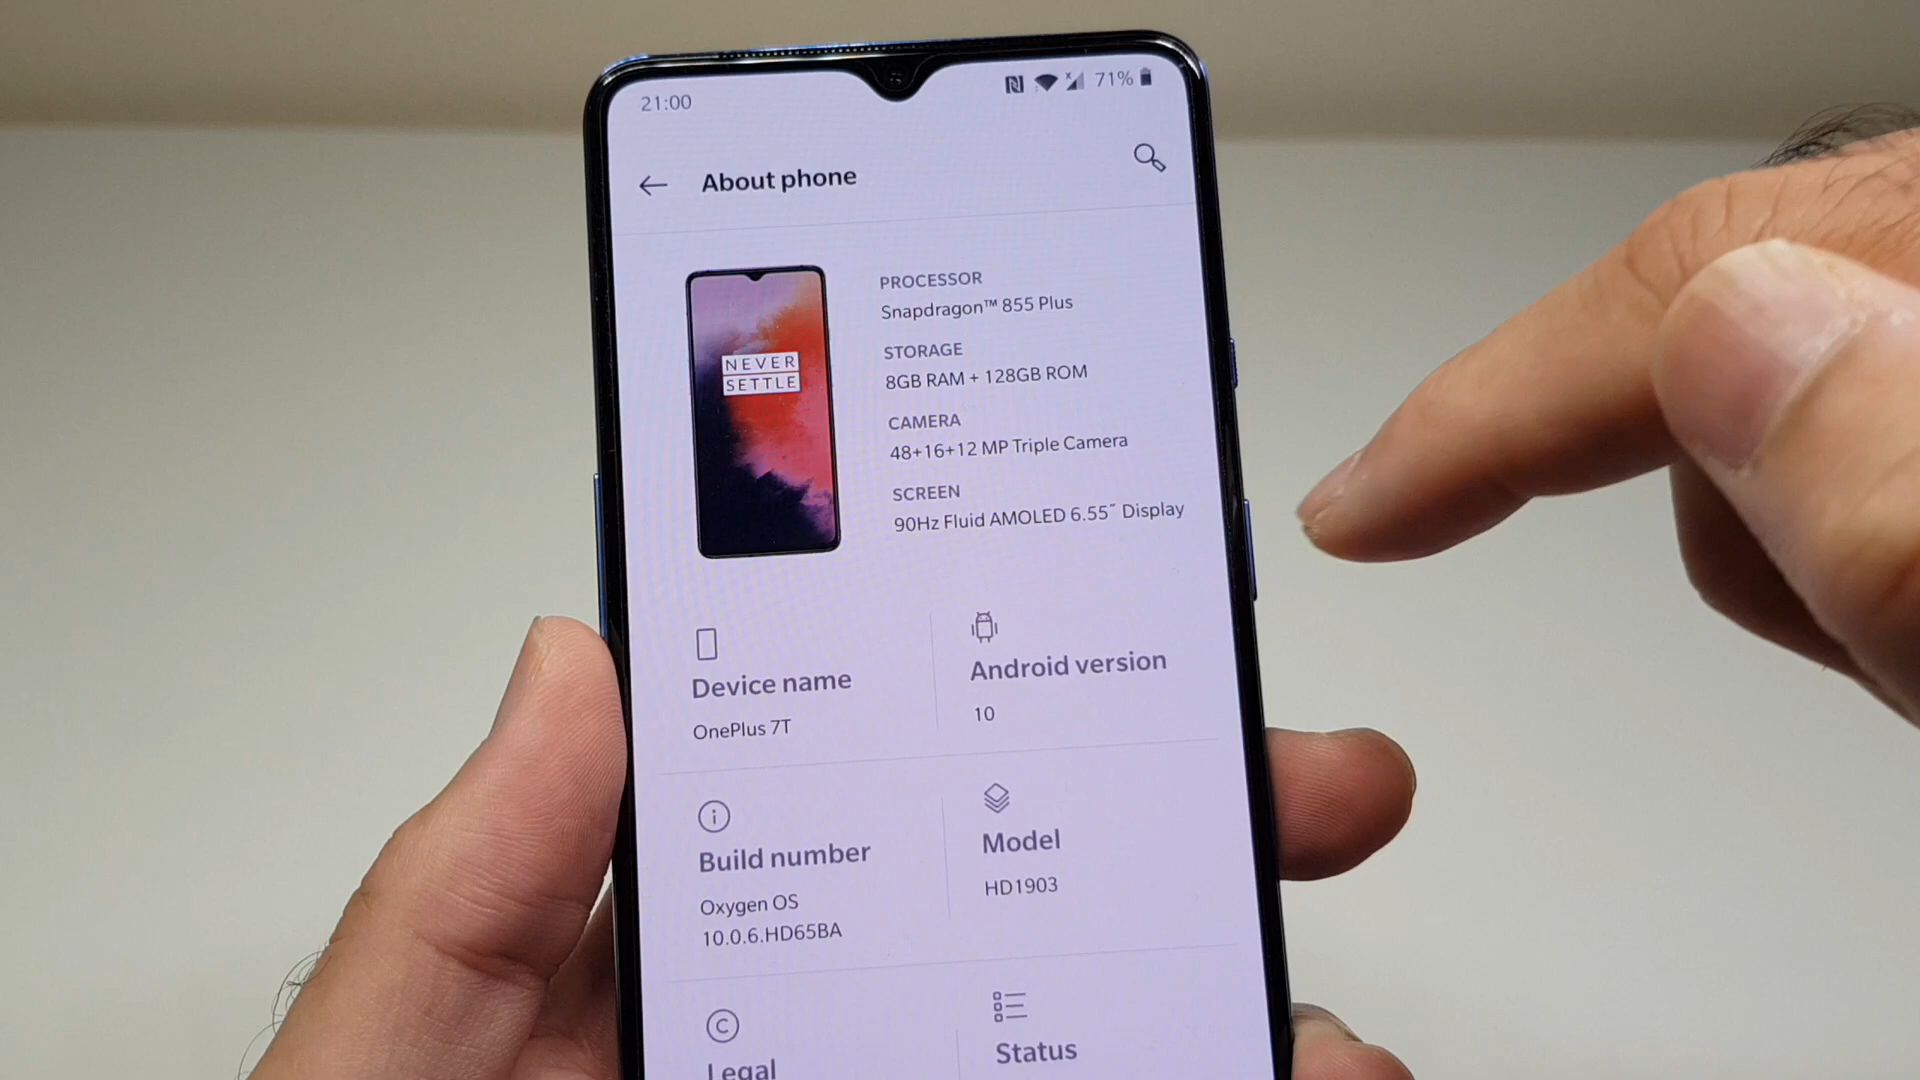 21:00
71%
About phone
NEVER
SETTLE
PROCESSOR
Snapdragon™ 855 Plus
STORAGE
8GB RAM + 128GB ROM
CAMERA
48+16+12 MP Triple Camera
SCREEN
90Hz Fluid AMOLED 6.55˝ Display
Device name
OnePlus 7T
Android version
10
Build number
Oxygen OS
10.0.6.HD65BA
Model
HD1903
Legal
Status